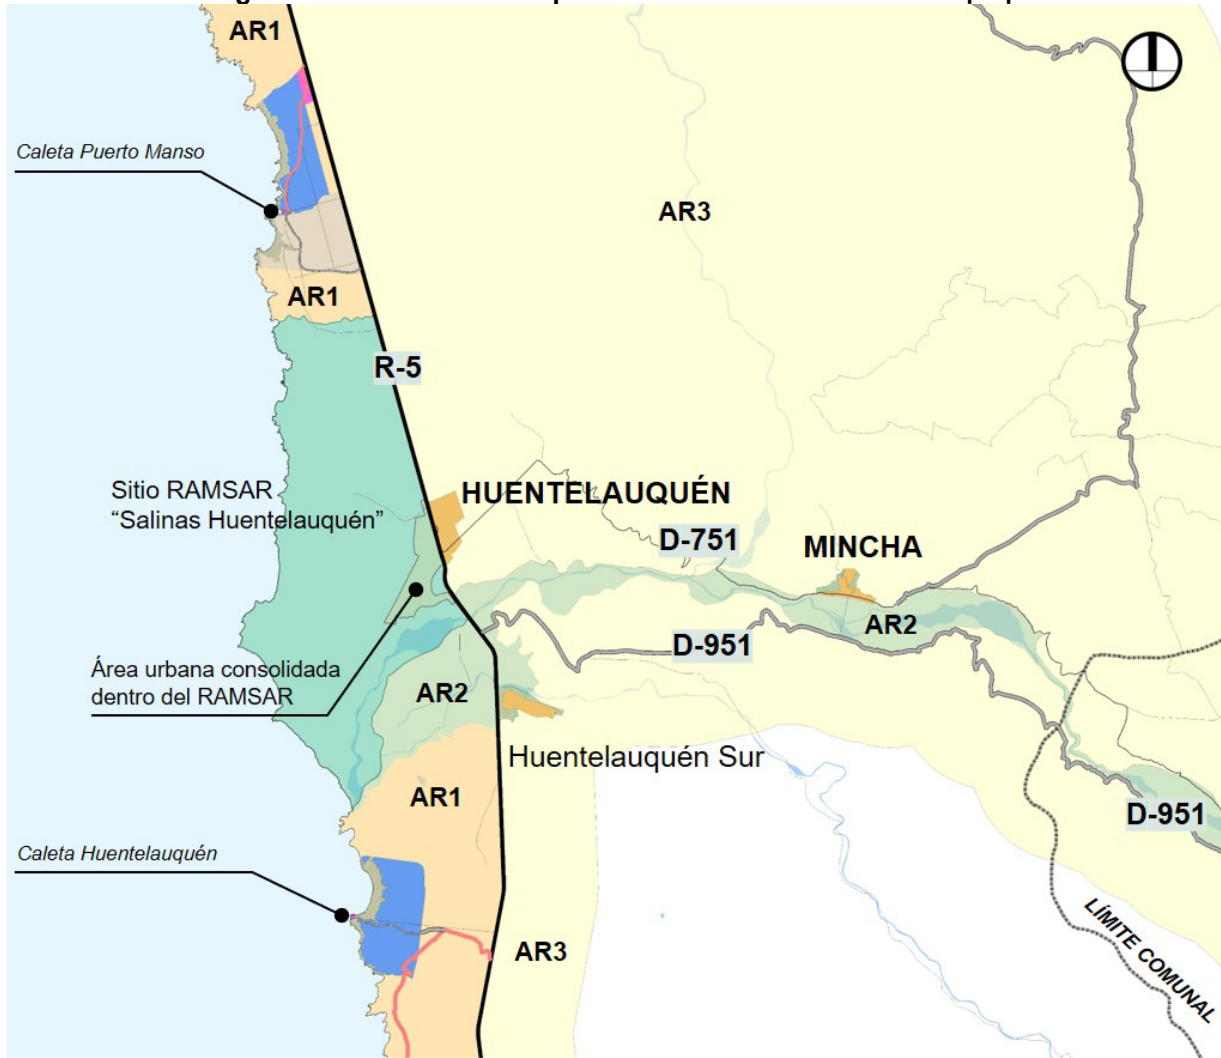 AR1
Caleta Puerto Manso
AR3
AR1
R-5
Sitio RAMSAR
“Salinas Huentelauquén”
HUENTELAUQUÉN
D-751
MINCHA
AR2
D-951
Área urbana consolidada
dentro del RAMSAR
AR2
Huentelauquén Sur
AR1
D-951
Caleta Huentelauquén
AR3
LÍMITE COMUNAL